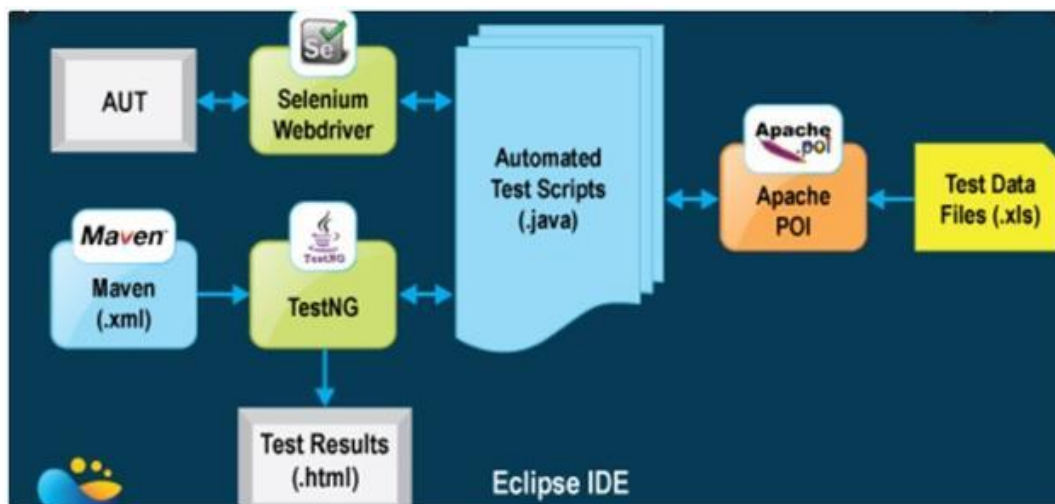 AUT
Se
Selenium
Webdriver
Automated
Test Scripts
(.java)
Apache
.poi
Apache
POI
Test Data
Files (.xls)
Maven
Maven
(.xml)
TestNG
TestNG
Test Results
(.html)
Eclipse IDE